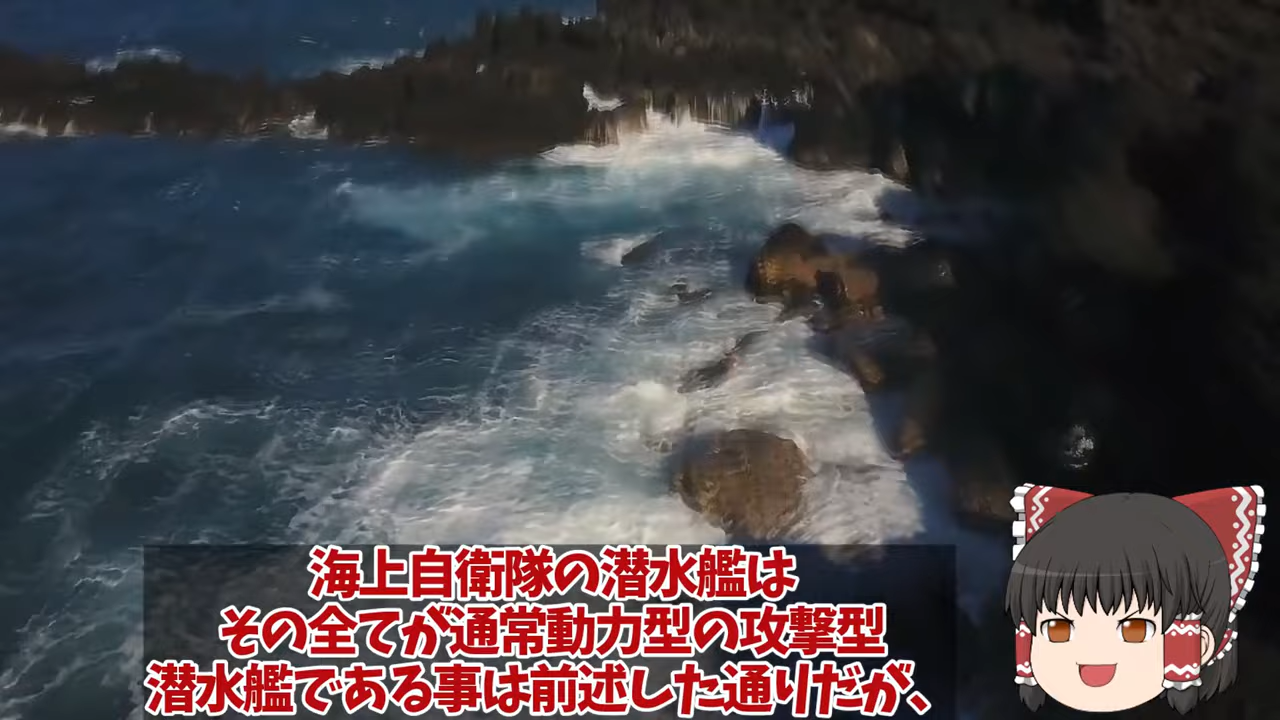 海上自衛隊の潜水艦は
その全てが通常動力型の攻撃型
潜水艦である事は前述した通りだが、